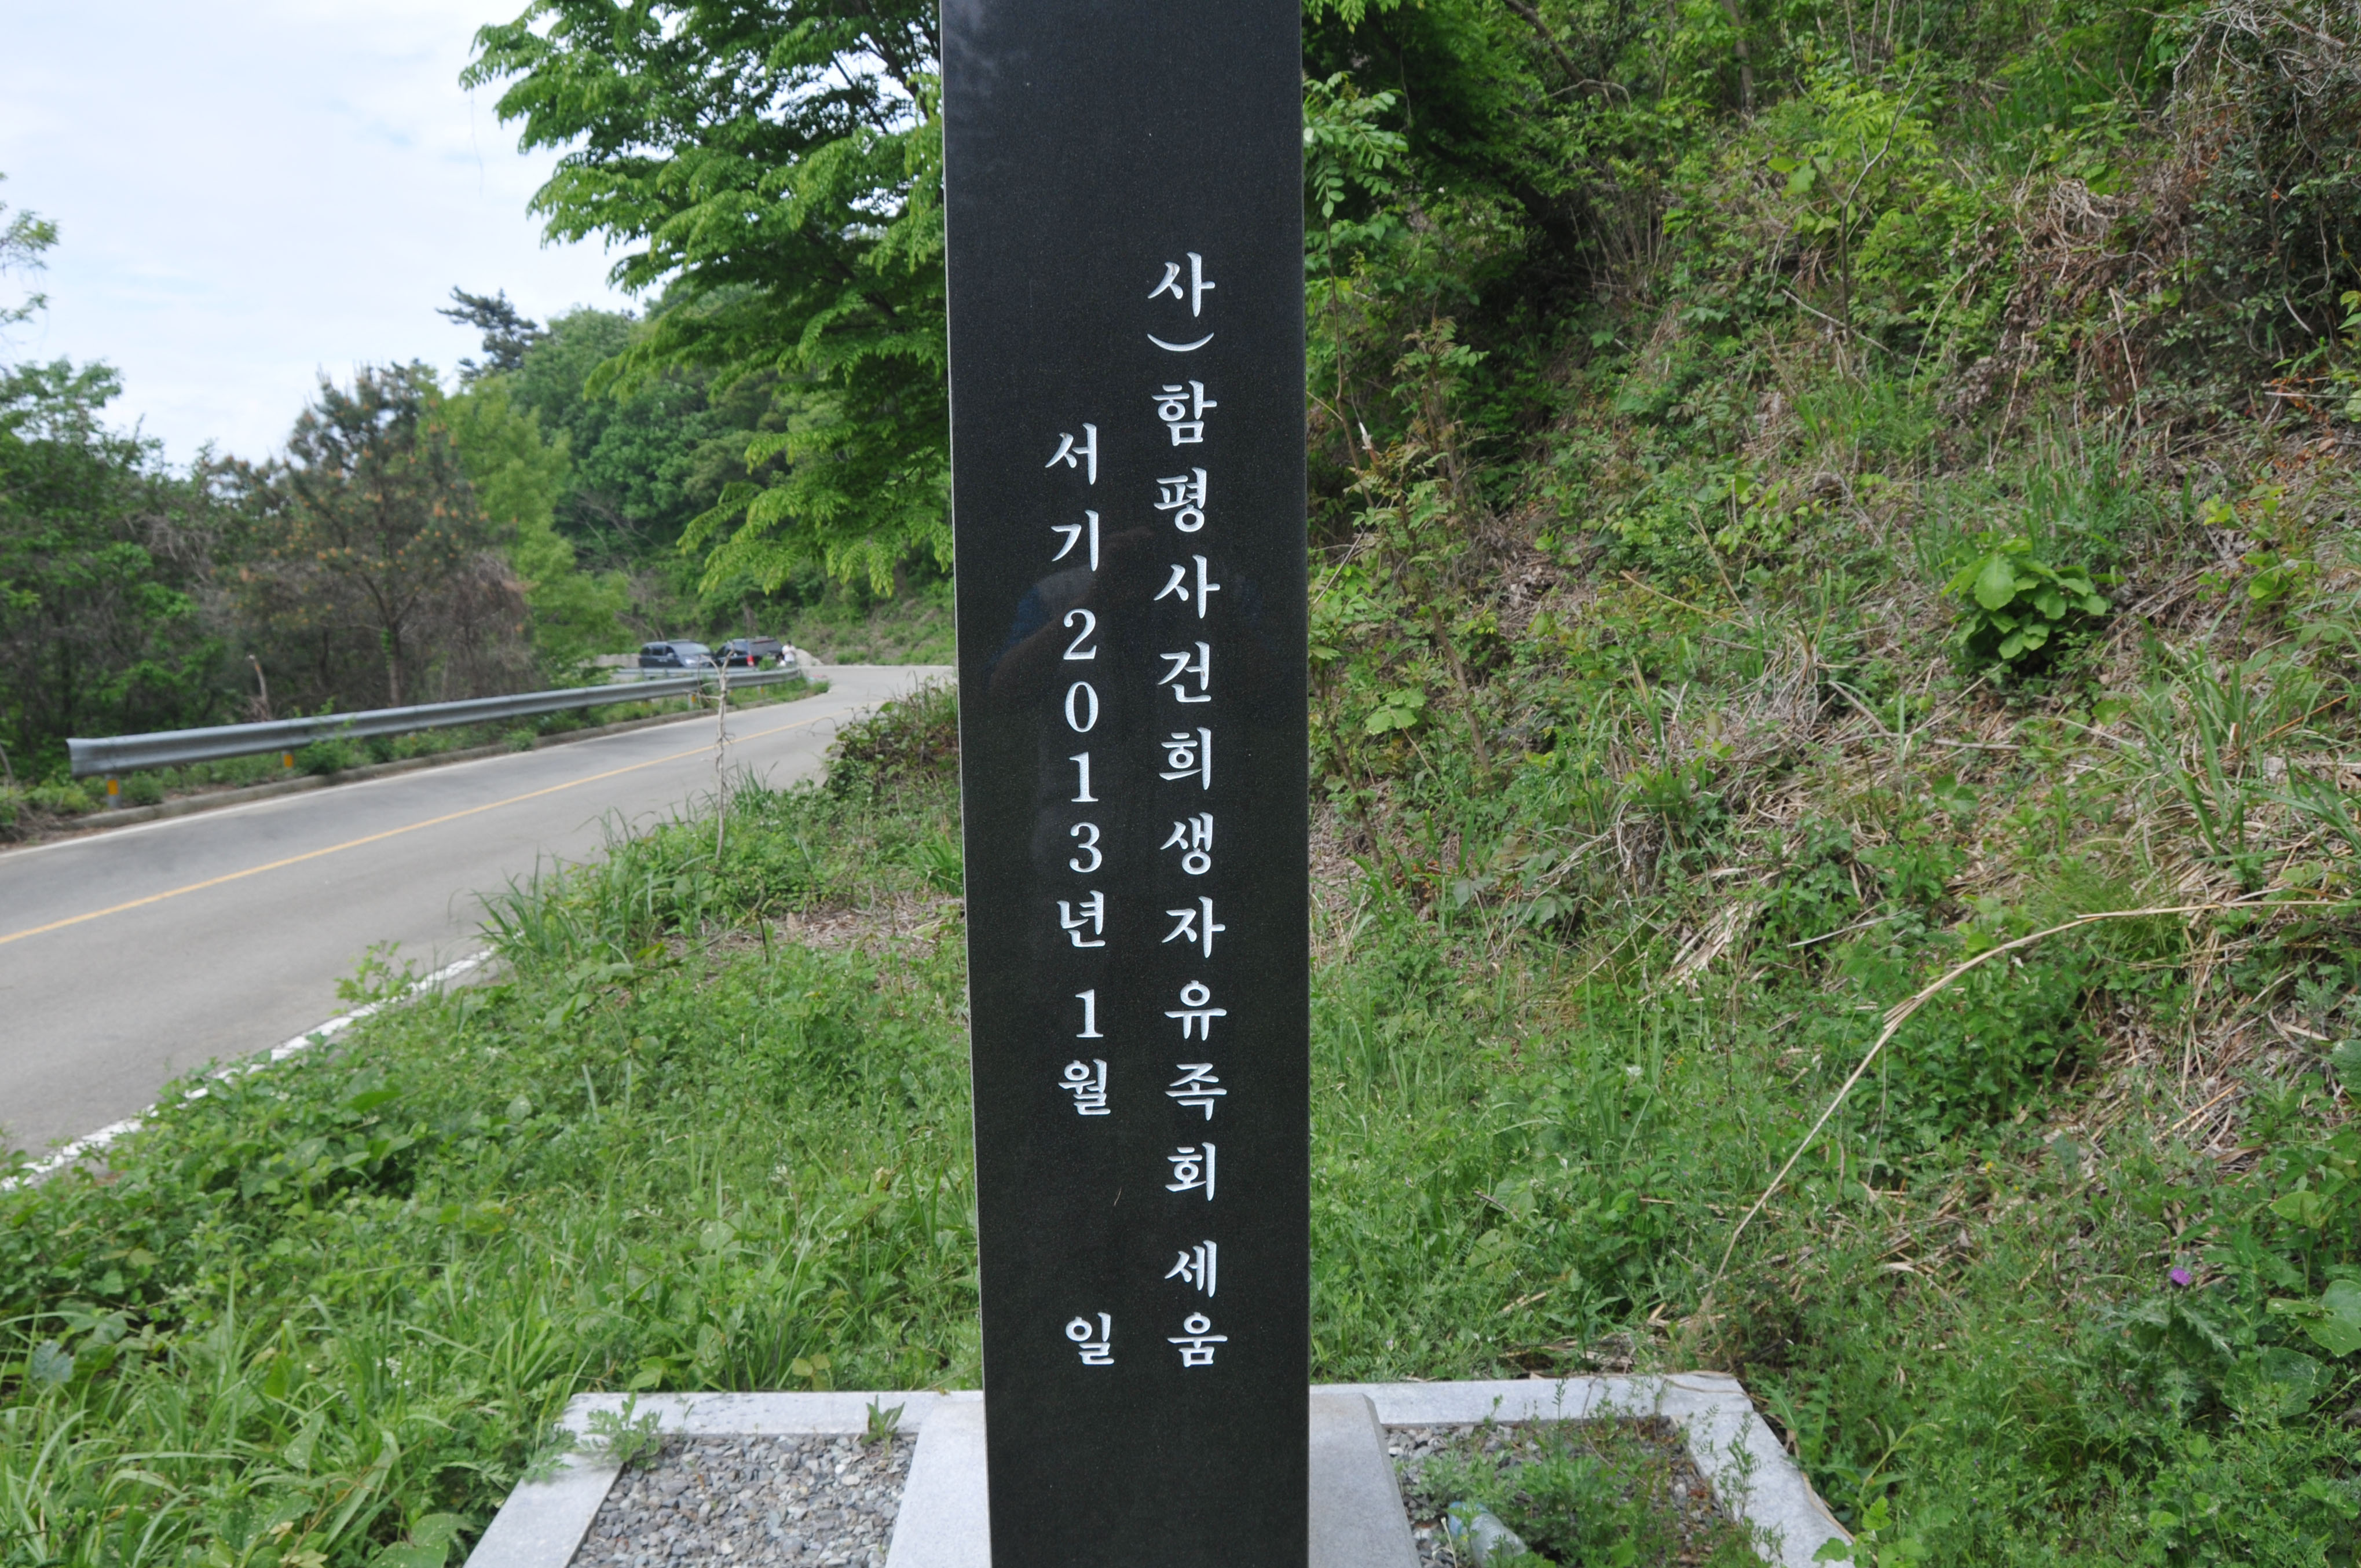 사)함평사건희생자유족회 세움
서기 2013년 1월 일